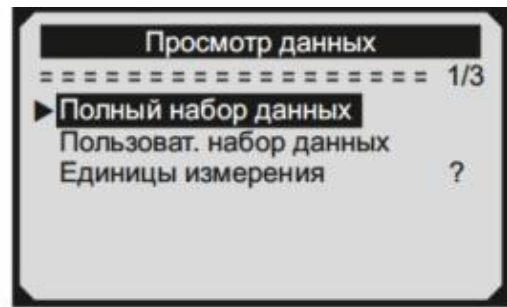 Просмотр данных
= = = = = = = = = = = = = = = = = = 1/3
Полный набор данных
Пользоват. набор данных
Единицы измерения ?